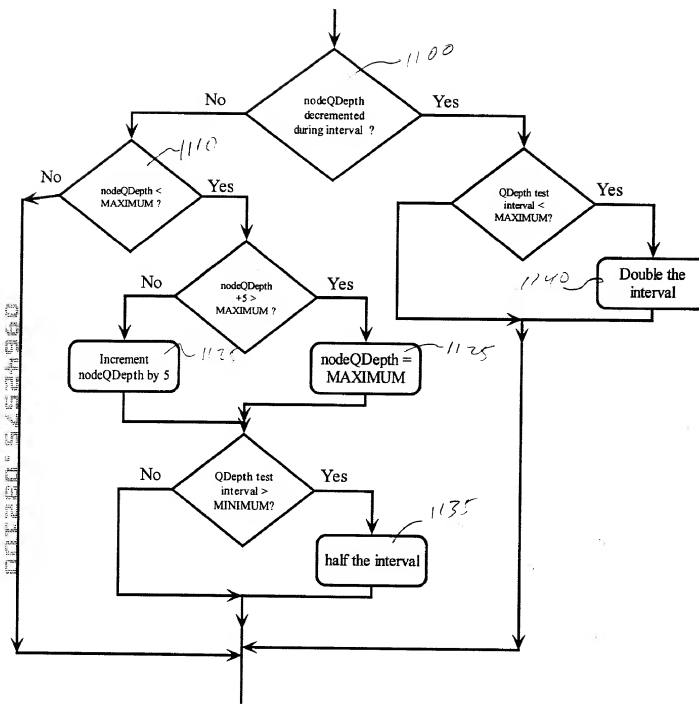 1100
nodeQDepth
decremented
during interval ?
No
Yes
1110
No
nodeQDepth <
MAXIMUM ?
Yes
QDepth test
interval <
MAXIMUM?
Yes
No
nodeQDepth
+5 >
MAXIMUM ?
Yes
1140
Double the
interval
Increment
nodeQDepth by 5
1125
nodeQDepth =
MAXIMUM
1125
No
QDepth test
interval >
MINIMUM?
Yes
1135
half the interval